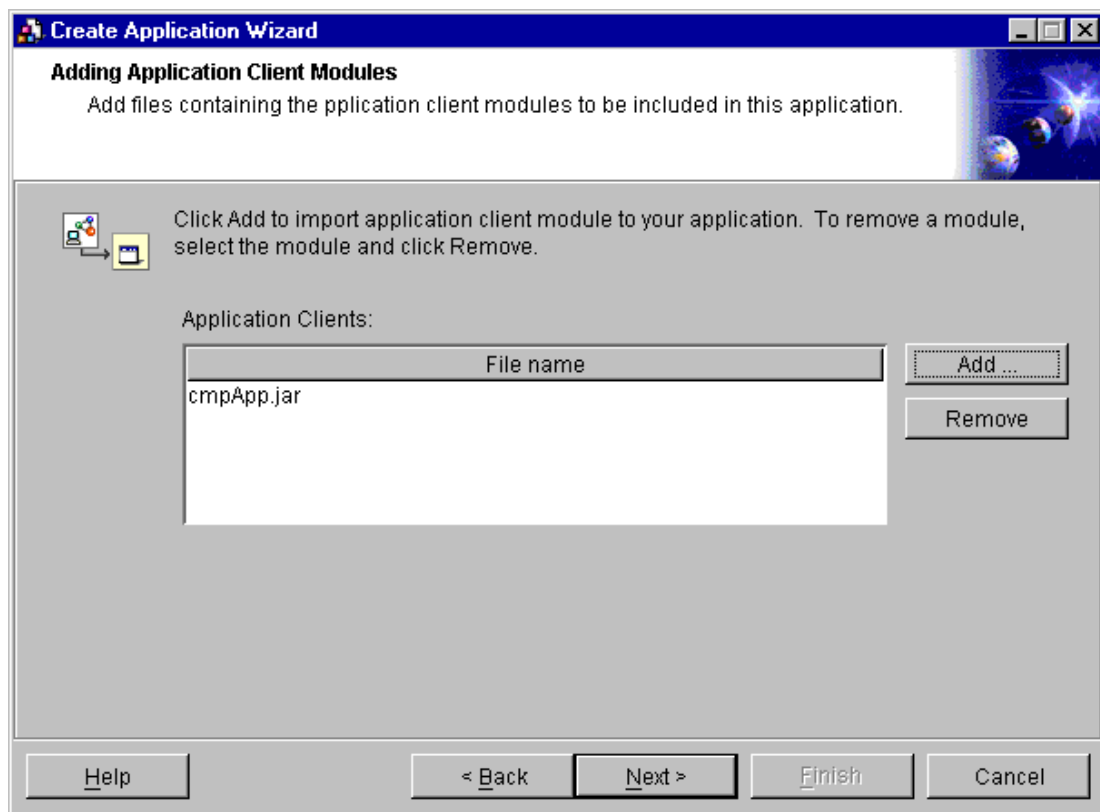 Create Application Wizard
Adding Application Client Modules
Add files containing the pplication client modules to be included in this application.
Click Add to import application client module to your application. To remove a module,
select the module and click Remove.
Application Clients:
File name
Add ...
cmpApp.jar
Remove
Help
< Back
Next >
Finish
Cancel